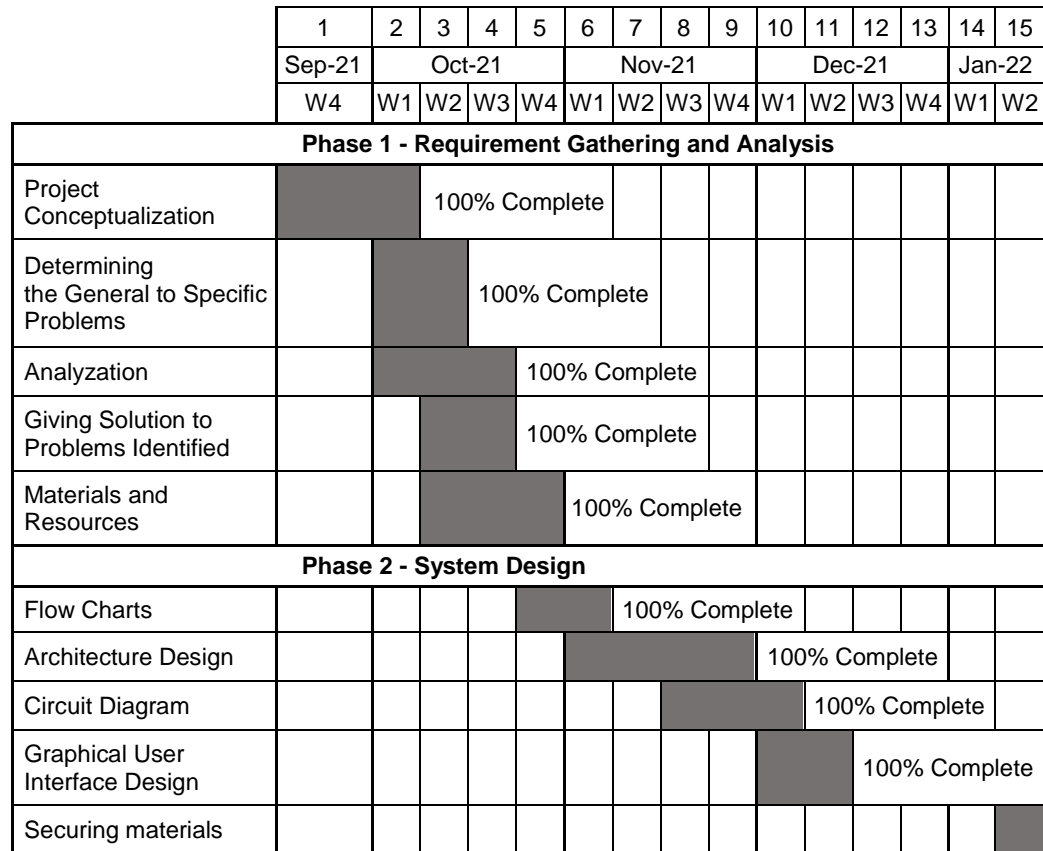 1 2 3 4 5 6 7 8 9 10 11 12 13 14 15
Sep-21 Oct-21 Nov-21 Dec-21 Jan-22
W4 W1 W2 W3 W4 W1 W2 W3 W4 W1 W2 W3 W4 W1 W2
Phase 1 - Requirement Gathering and Analysis
Project
Conceptualization
100% Complete
Determining
the General to Specific
Problems
100% Complete
Analyzation
100% Complete
Giving Solution to
Problems Identified
100% Complete
Materials and
Resources
100% Complete
Phase 2 - System Design
Flow Charts
100% Complete
Architecture Design
100% Complete
Circuit Diagram
100% Complete
Graphical User
Interface Design
100% Complete
Securing materials